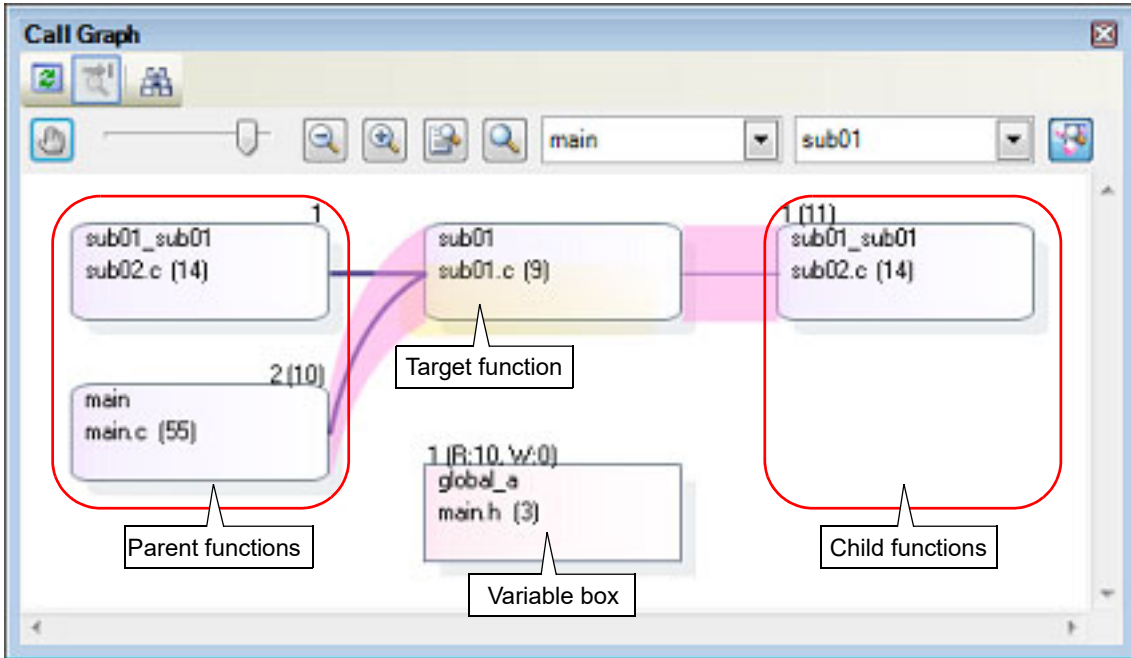 Call Graph
main
sub01
1
sub01_sub01
sub02.c (14)
sub01
sub01.c (9)
1 (11)
sub01_sub01
sub02.c (14)
Target function
2 (10)
main
main.c (55)
1 (R:10, W:0)
global_a
main.h (3)
Parent functions
Child functions
Variable box